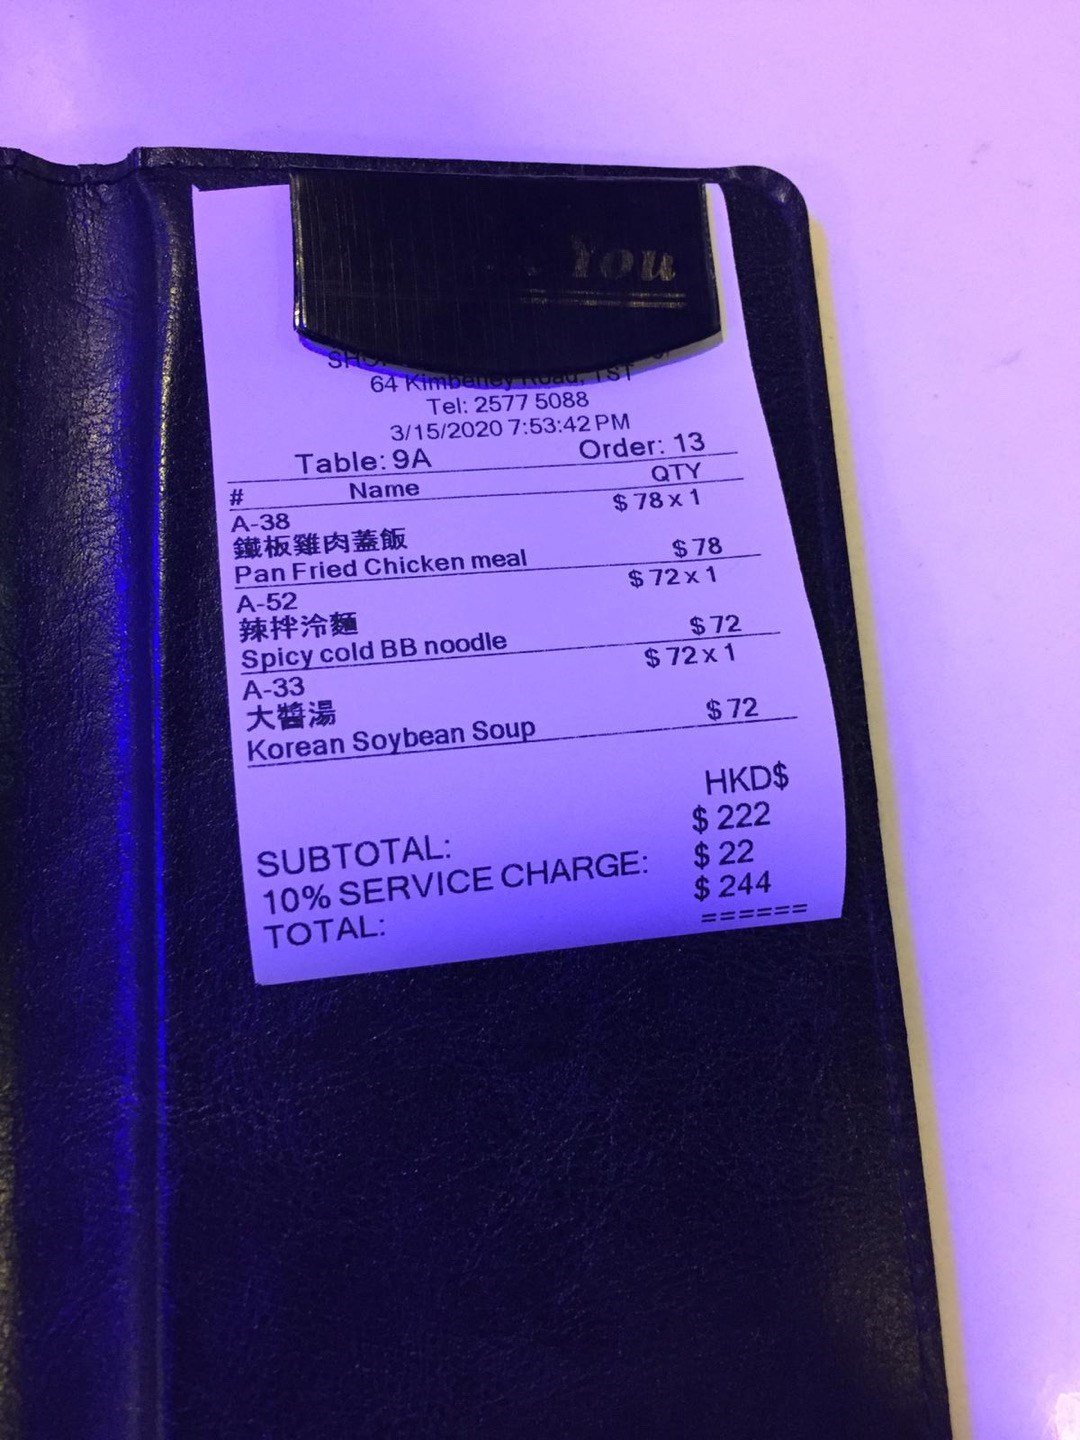 You
64 Kimberley Road, TST
Tel: 2577 5088
3/15/2020 7:53:42 PM
Table: 9A Order: 13
# Name QTY
A-38 $ 78 x 1
鐵板雞肉蓋飯
Pan Fried Chicken meal $ 78
A-52 $ 72 x 1
辣拌冷麵
Spicy cold BB noodle $ 72
A-33 $ 72 x 1
大醬湯
Korean Soybean Soup $ 72
HKD$
SUBTOTAL: $ 222
10% SERVICE CHARGE: $ 22
TOTAL: $ 244
======